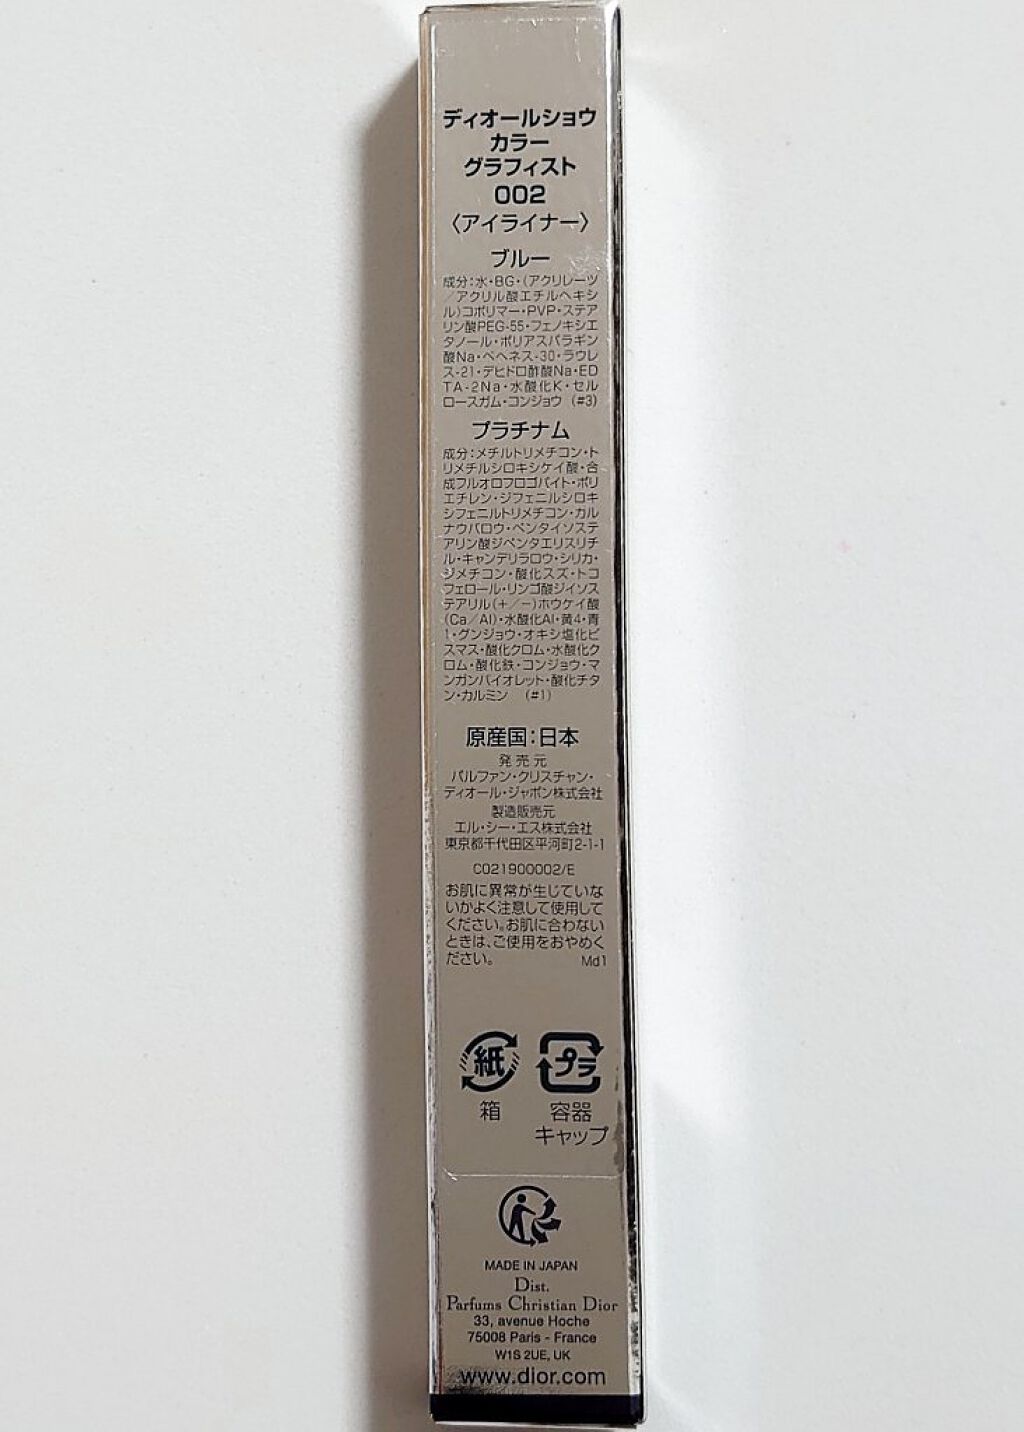 ディオールショウ
カラー
グラフィスト
002
〈アイライナー〉
ブルー
成分：水・BG・（アクリレーツ
／アクリル酸エチルヘキシ
ル）コポリマー・PVP・ステア
リン酸PEG-55・フェノキシエ
タノール・ポリアスパラギン
酸Na・ベヘネス-30・ラウレ
ス-21・デヒドロ酢酸Na・ED
TA-2Na・水酸化K・セル
ロースガム・コンジョウ (#3)
プラチナム
成分：メチルトリメチコン・ト
リメチルシロキシケイ酸・合
成フルオロフロゴパイト・ポリ
エチレン・ジフェニルシロキ
シフェニルトリメチコン・カル
ナウバロウ・ペンタイソステ
アリン酸ジペンタエリスリチ
ル・キャンデリラロウ・シリカ・
ジメチコン・酸化スズ・トコ
フェロール・リンゴ酸ジイソス
テアリル(＋／−)ホウケイ酸
(Ca／Al)・水酸化Al・黄4・青
1・グンジョウ・オキシ塩化ビ
スマス・酸化クロム・水酸化ク
ロム・酸化鉄・コンジョウ・マ
ンガンバイオレット・酸化チタ
ン・カルミン (#1)
原産国：日本
発売元
パルファン・クリスチャン・
ディオール・ジャポン株式会社
製造販売元
エル・シー・エス株式会社
東京都千代田区平河町2-1-1
C021900002/E
お肌に異常が生じていな
いかよく注意して使用して
ください。お肌に合わない
ときは、ご使用をおやめく
ださい。 Md1
紙 プラ
箱 容器
キャップ
MADE IN JAPAN
Dist.
Parfums Christian Dior
33, avenue Hoche
75008 Paris - France
W1S 2UE, UK
www.dior.com